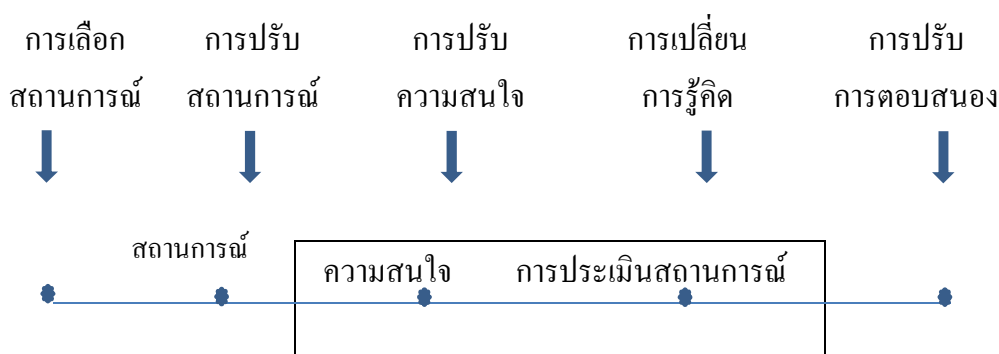 การเลือก การปรับ การปรับ การเปลี่ยน การปรับ
สถานการณ์ สถานการณ์ ความสนใจ การรู้คิด การตอบสนอง
สถานการณ์
ความสนใจ การประเมินสถานการณ์